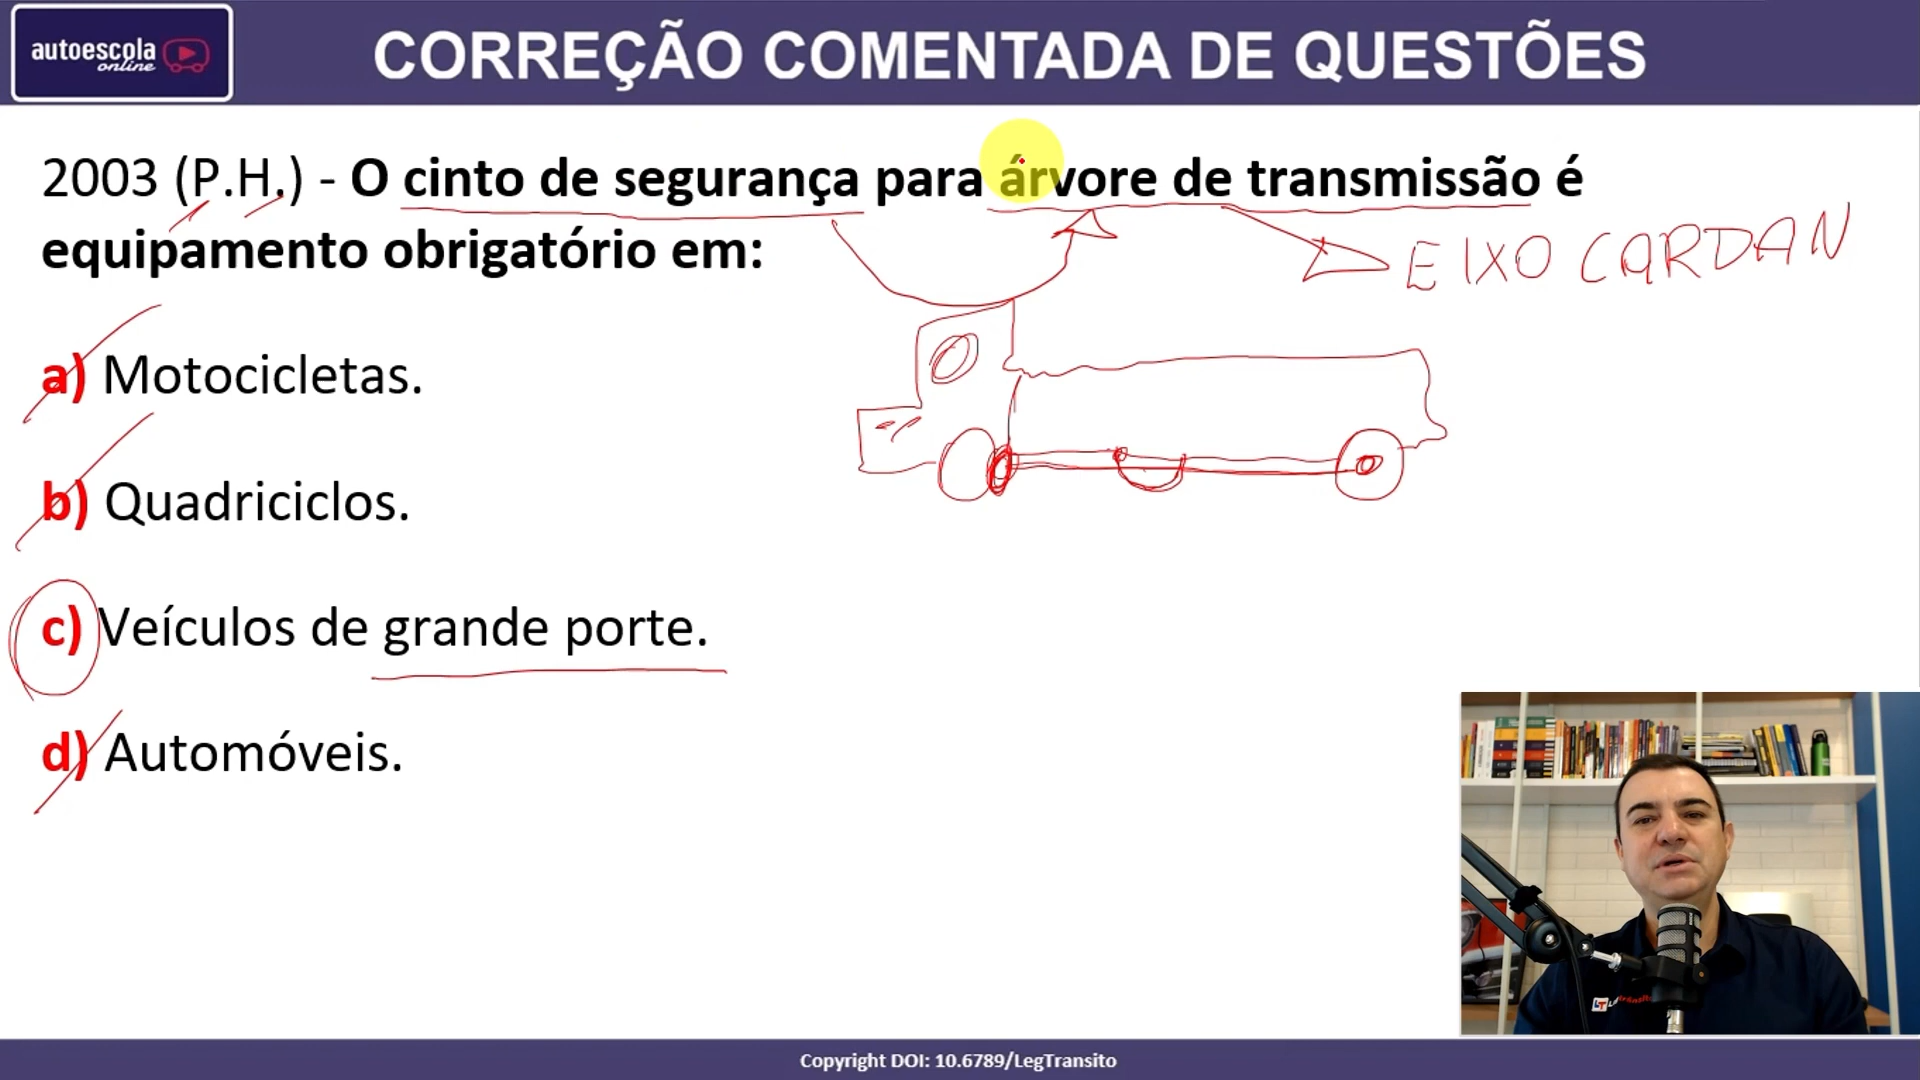 autoescola
online
CORREÇÃO COMENTADA DE QUESTÕES
2003 (P.H.) - O cinto de segurança para árvore de transmissão é
equipamento obrigatório em:
EIXO CARDAN
a) Motocicletas.
b) Quadriciclos.
c) Veículos de grande porte.
d) Automóveis.
Copyright DOI: 10.6789/LegTransito